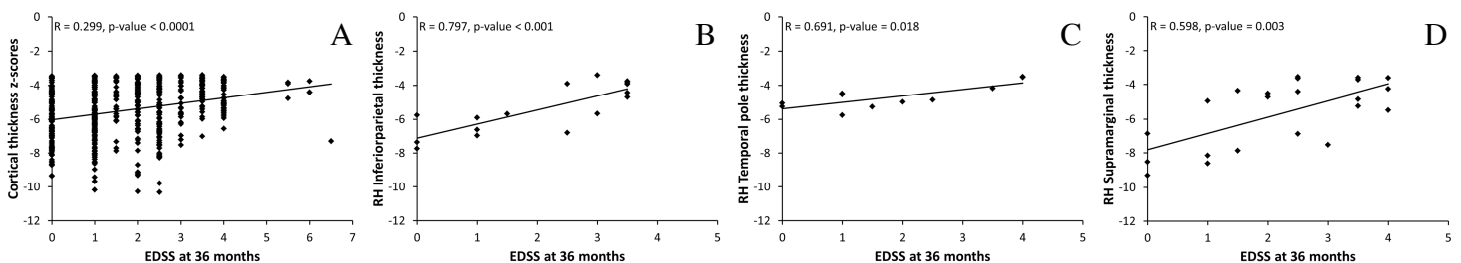 R = 0.299, p-value < 0.0001
A
Cortical thickness z-scores
0
-2
-4
-6
-8
-10
-12
0 1 2 3 4 5 6 7
EDSS at 36 months
R = 0.797, p-value < 0.001
B
RH Inferiorparietal thickness
0
-2
-4
-6
-8
-10
-12
0 1 2 3 4 5
EDSS at 36 months
R = 0.691, p-value = 0.018
C
RH Temporal pole thickness
0
-2
-4
-6
-8
-10
-12
0 1 2 3 4 5
EDSS at 36 months
R = 0.598, p-value = 0.003
D
RH Supramarginal thickness
0
-2
-4
-6
-8
-10
-12
0 1 2 3 4 5
EDSS at 36 months